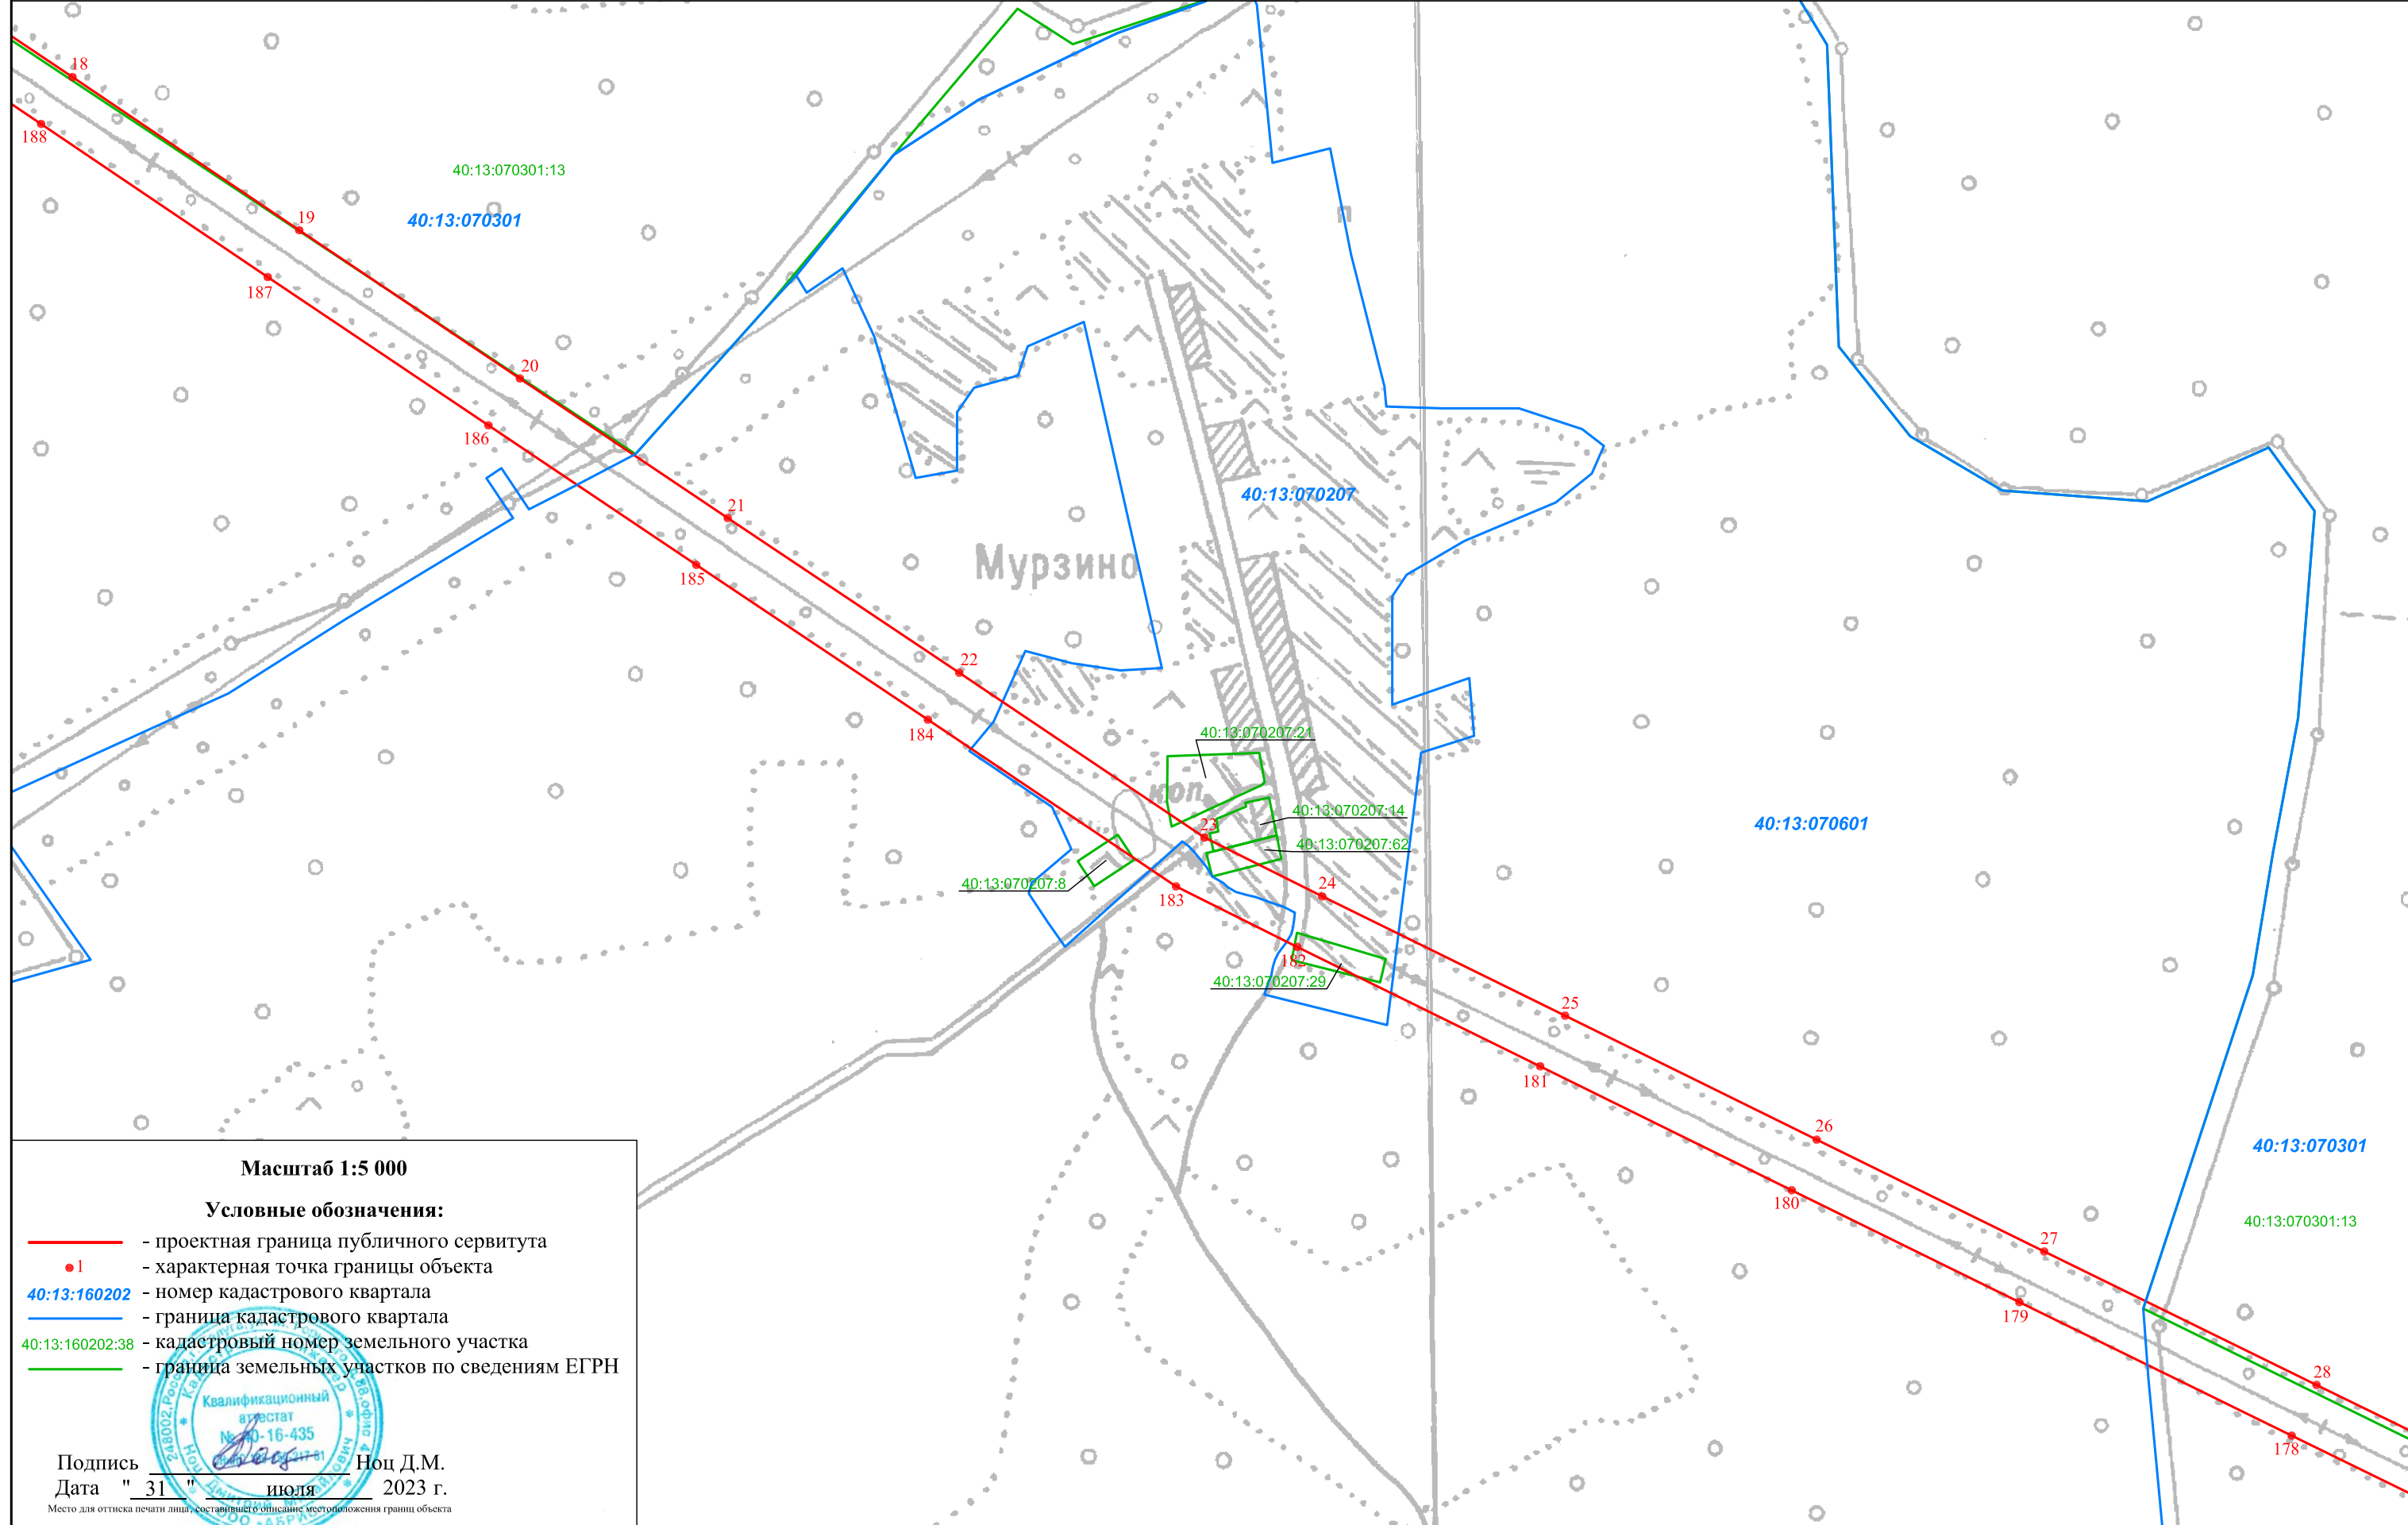 18
188
40:13:070301:13
40:13:070301
19
187
П
20
186
40:13:070207
21
Мурзино
185
22
184
40:13:070207:21
коп.
40:13:070207:14
23
40:13:070207:62
40:13:070601
40:13:070207:8
183
24
182
40:13:070207:29
25
181
26
40:13:070301
180
40:13:070301:13
27
179
28
178
Масштаб 1:5 000
Условные обозначения:
- проектная граница публичного сервитута
1 - характерная точка границы объекта
40:13:160202 - номер кадастрового квартала
- граница кадастрового квартала
40:13:160202:38 - кадастровый номер земельного участка
- граница земельных участков по сведениям ЕГРН
Квалификационный
аттестат
№ 40-16-435
Подпись Ноц Д.М.
Дата " 31 " июля 2023 г.
Место для оттиска печати лица, составившего описание местоположения границ объекта